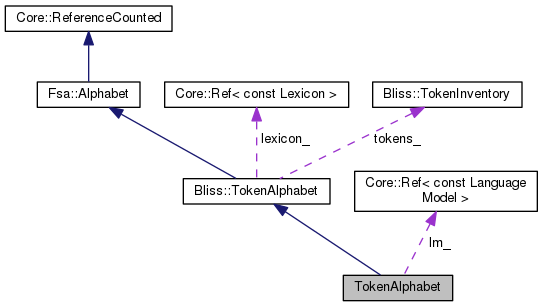 Core::ReferenceCounted
Fsa::Alphabet
Core::Ref< const Lexicon >
Bliss::TokenInventory
lexicon_
tokens_
Bliss::TokenAlphabet
Core::Ref< const Language
Model >
lm_
TokenAlphabet